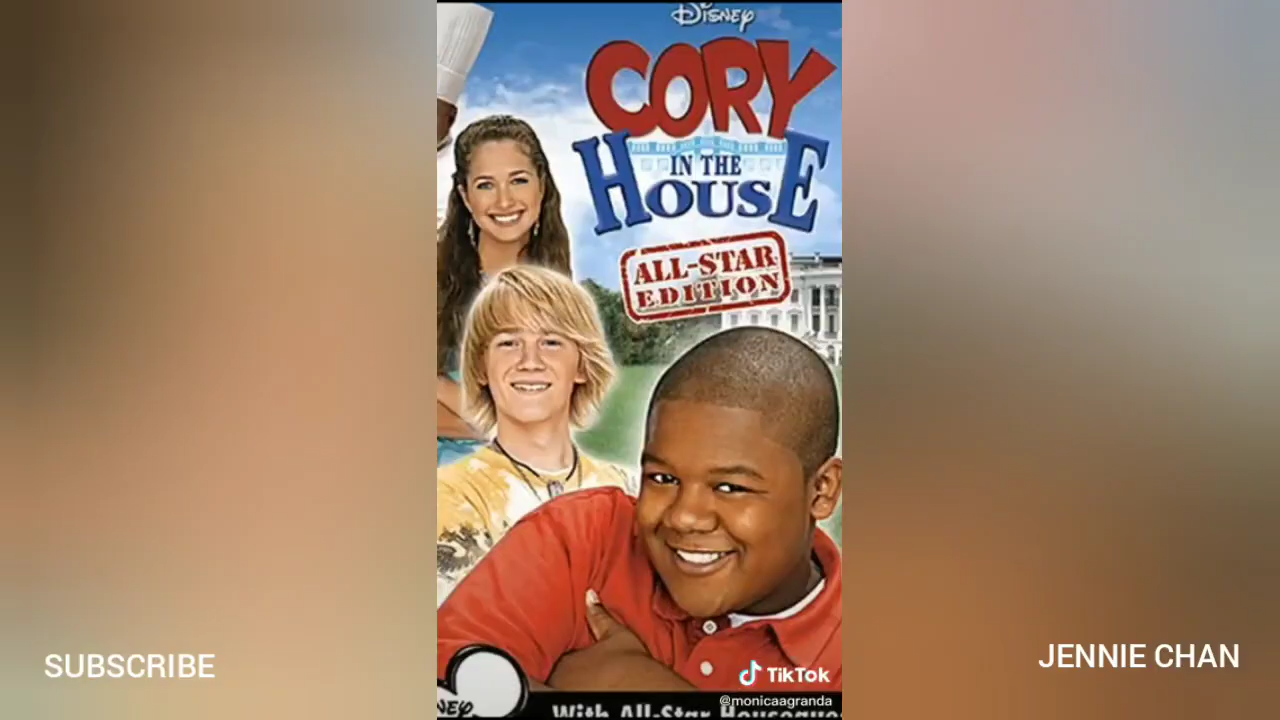 Disney
CORY
IN THE
HOUSE
ALL-STAR
EDITION
SUBSCRIBE
JENNIE CHAN
TikTok
@monicaagranda
With All-Star